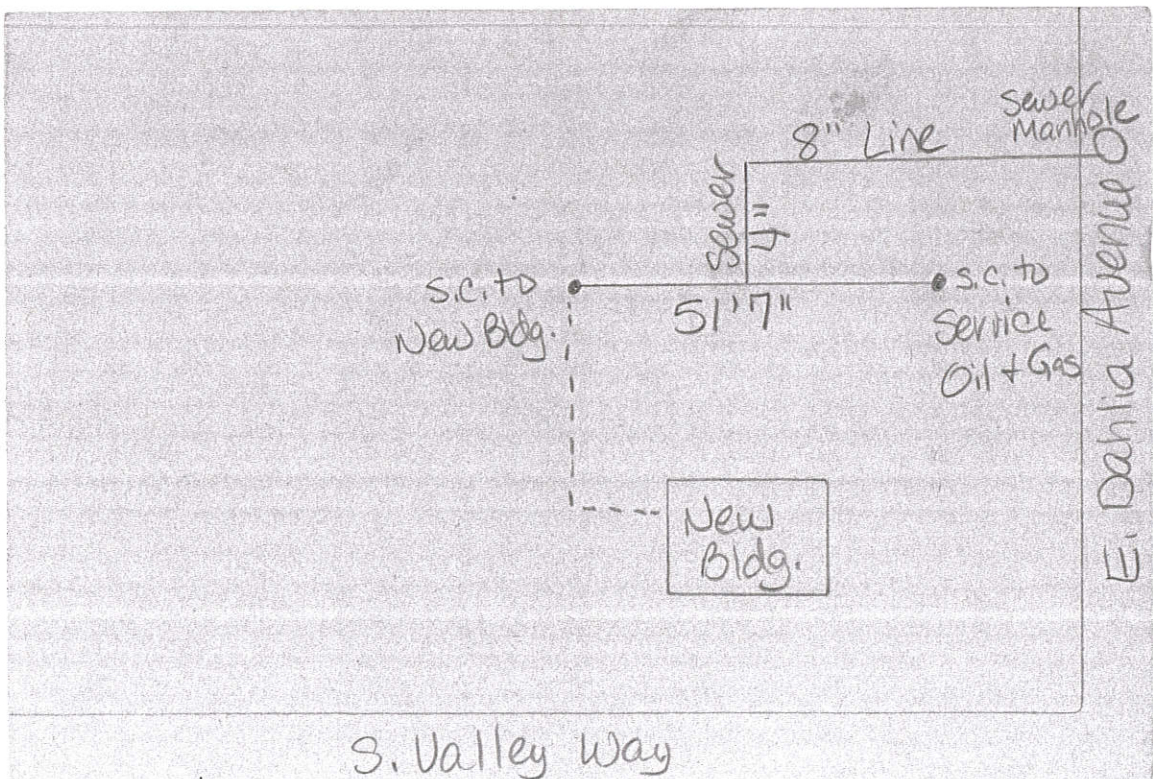 Sewer
Manhole
8" Line
Sewer
4"
S.C. to
New Bldg.
51'7"
S.C. to
Service
Oil + Gas
E. Dahlia Avenue
New
Bldg.
S. Valley Way